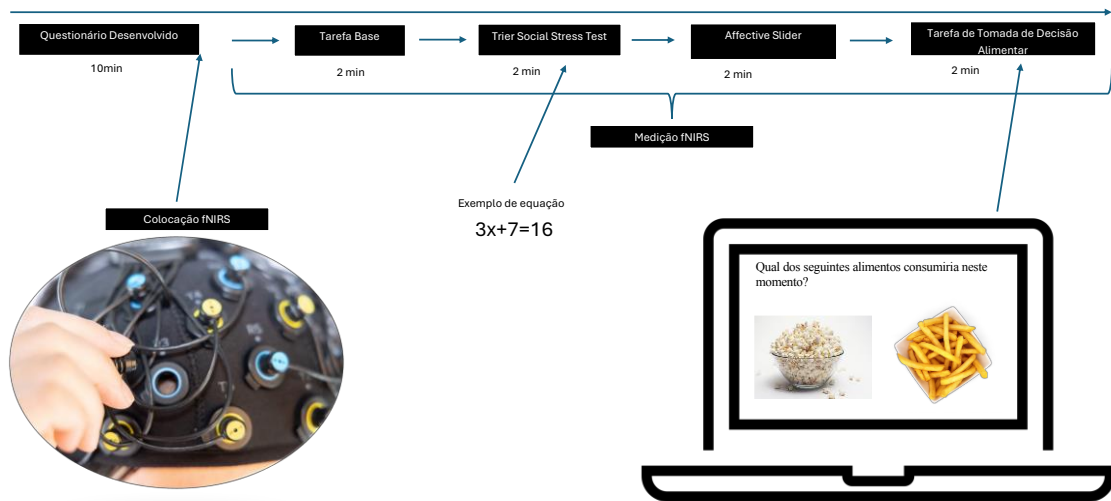 Questionário Desenvolvido
Tarefa Base
Trier Social Stress Test
Affective Slider
Tarefa de Tomada de Decisão
Alimentar
10min
2 min
2 min
2 min
2 min
Medição fNIRS
Colocação fNIRS
Exemplo de equação
3x+7=16
Qual dos seguintes alimentos consumiria neste
momento?